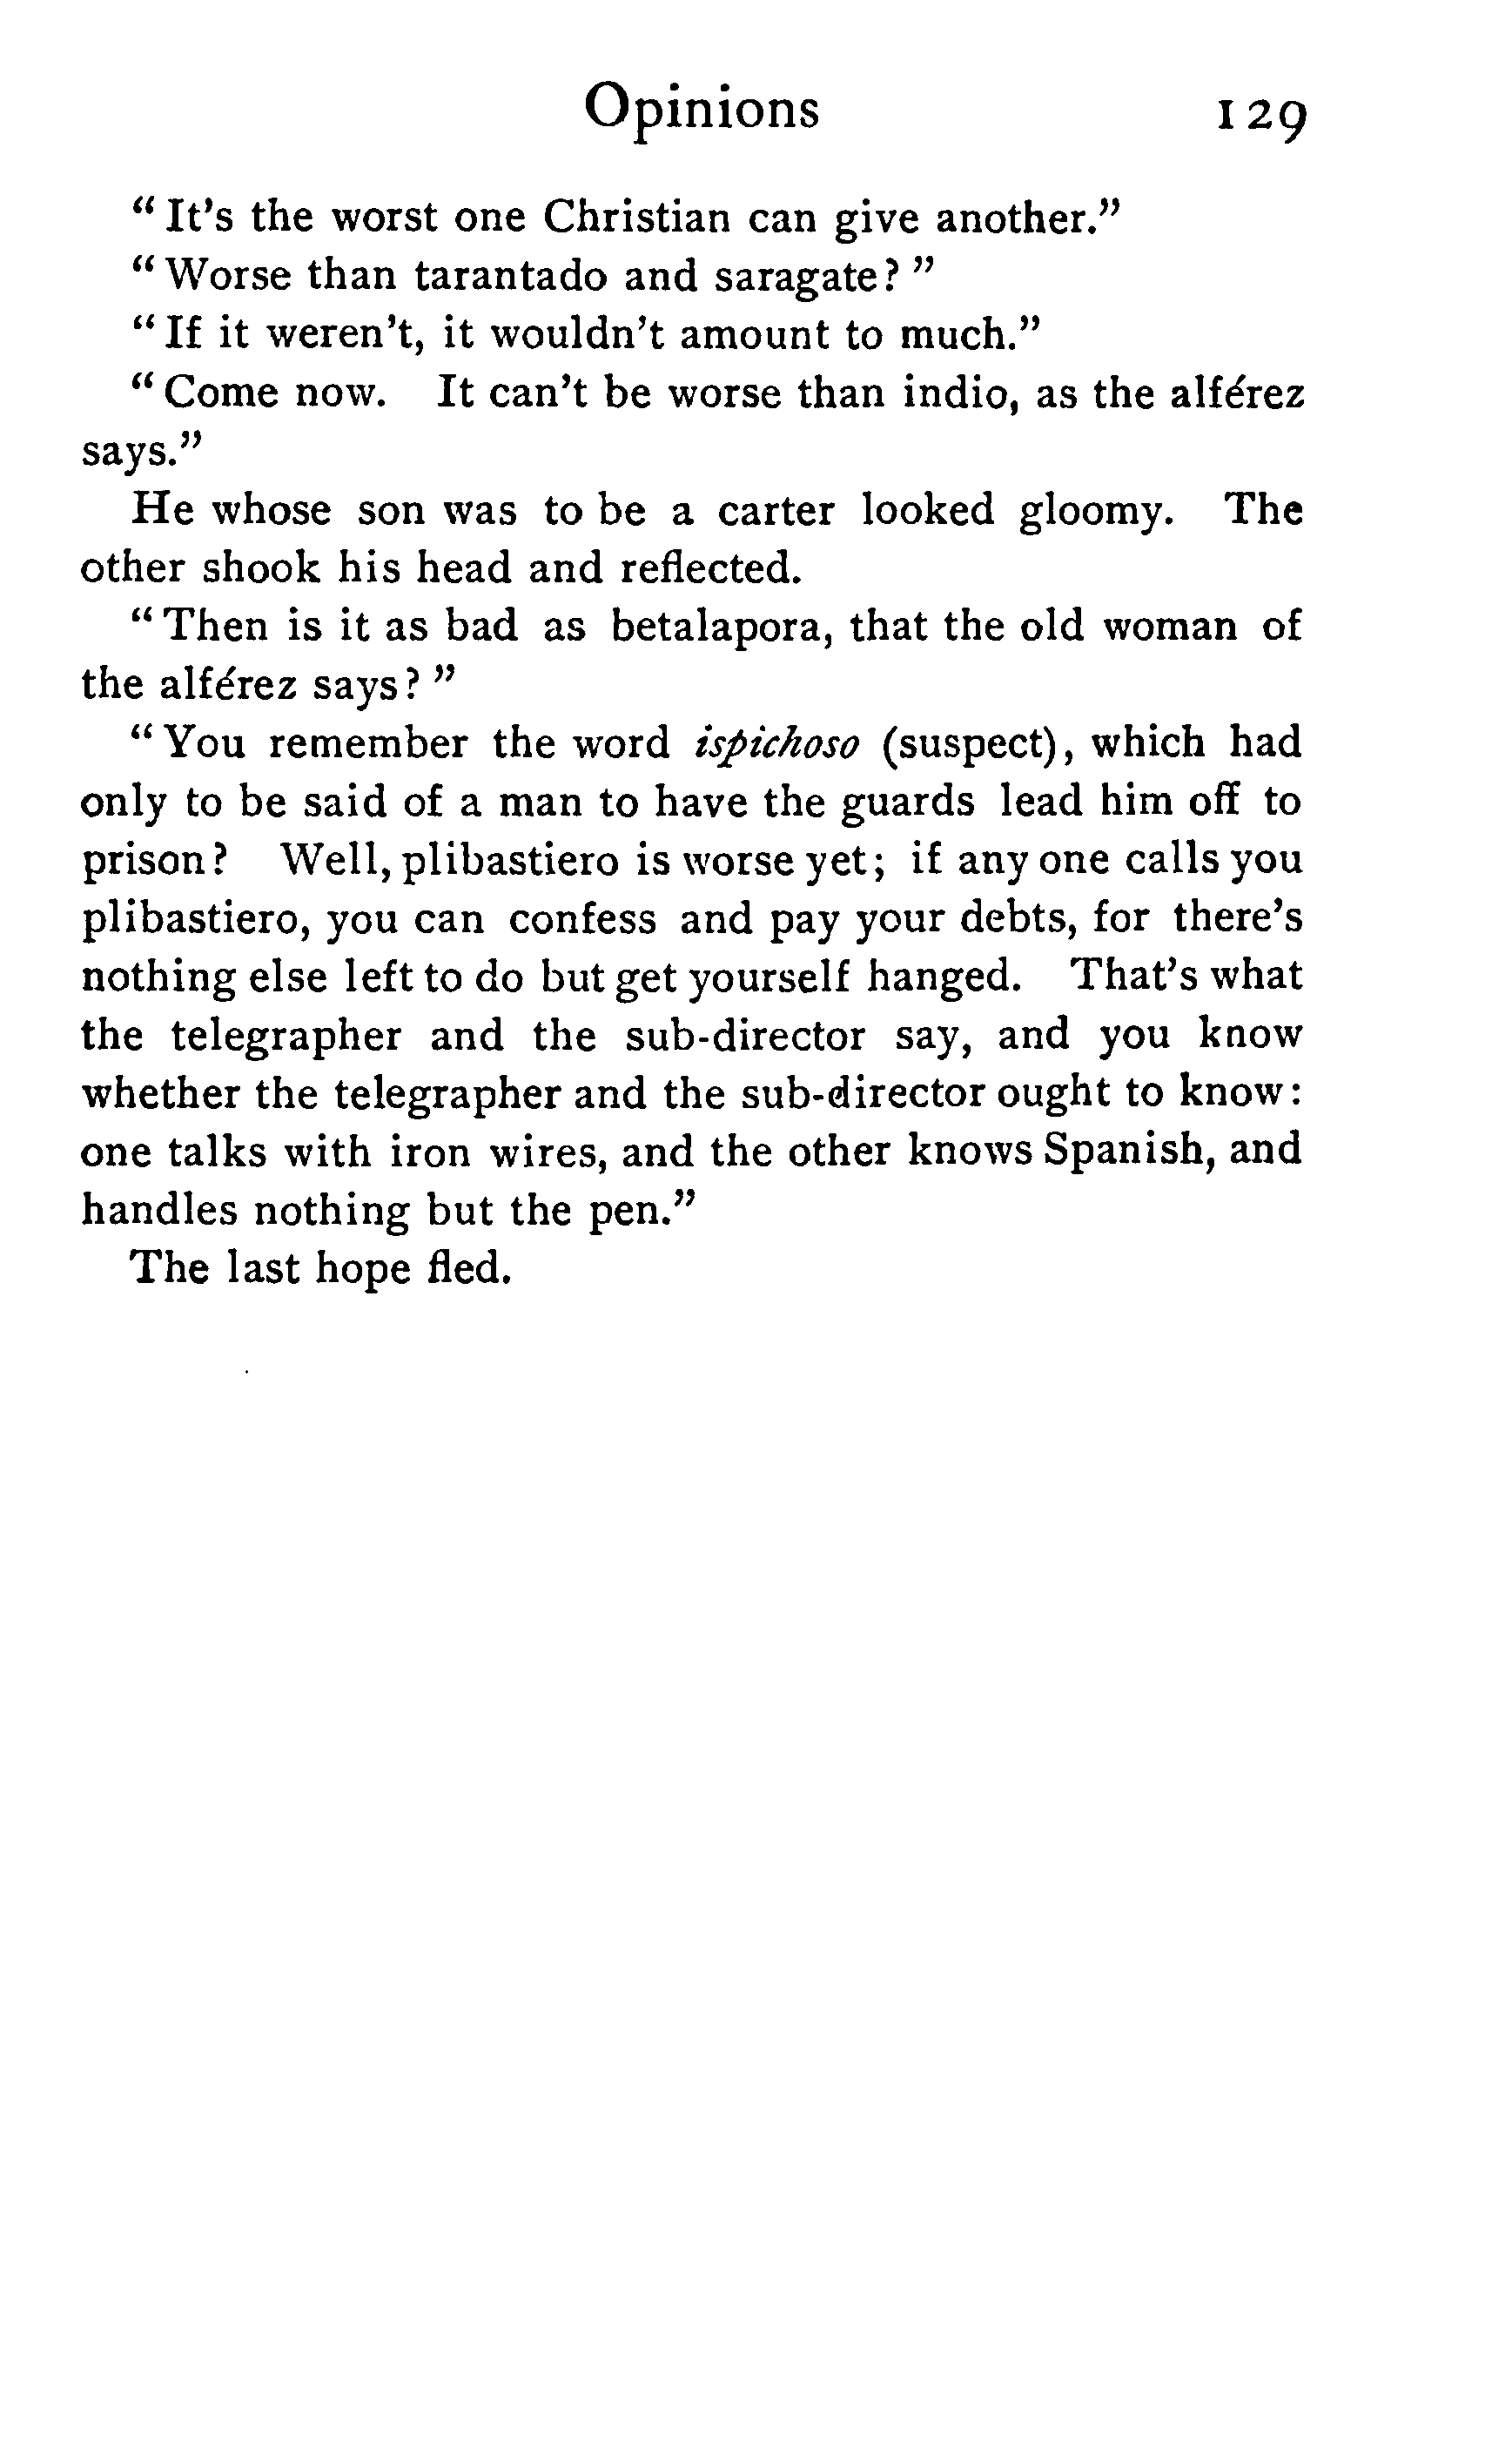 Opinions 129
"It's the worst one Christian can give another."
"Worse than tarantado and saragate?"
"If it weren't, it wouldn't amount to much."
"Come now. It can't be worse than indio, as the alférez
says."
He whose son was to be a carter looked gloomy. The
other shook his head and reflected.
"Then is it as bad as betalapora, that the old woman of
the alférez says?"
"You remember the word ispichoso (suspect), which had
only to be said of a man to have the guards lead him off to
prison? Well, plibastiero is worse yet; if any one calls you
plibastiero, you can confess and pay your debts, for there's
nothing else left to do but get yourself hanged. That's what
the telegrapher and the sub-director say, and you know
whether the telegrapher and the sub-director ought to know:
one talks with iron wires, and the other knows Spanish, and
handles nothing but the pen."
The last hope fled.